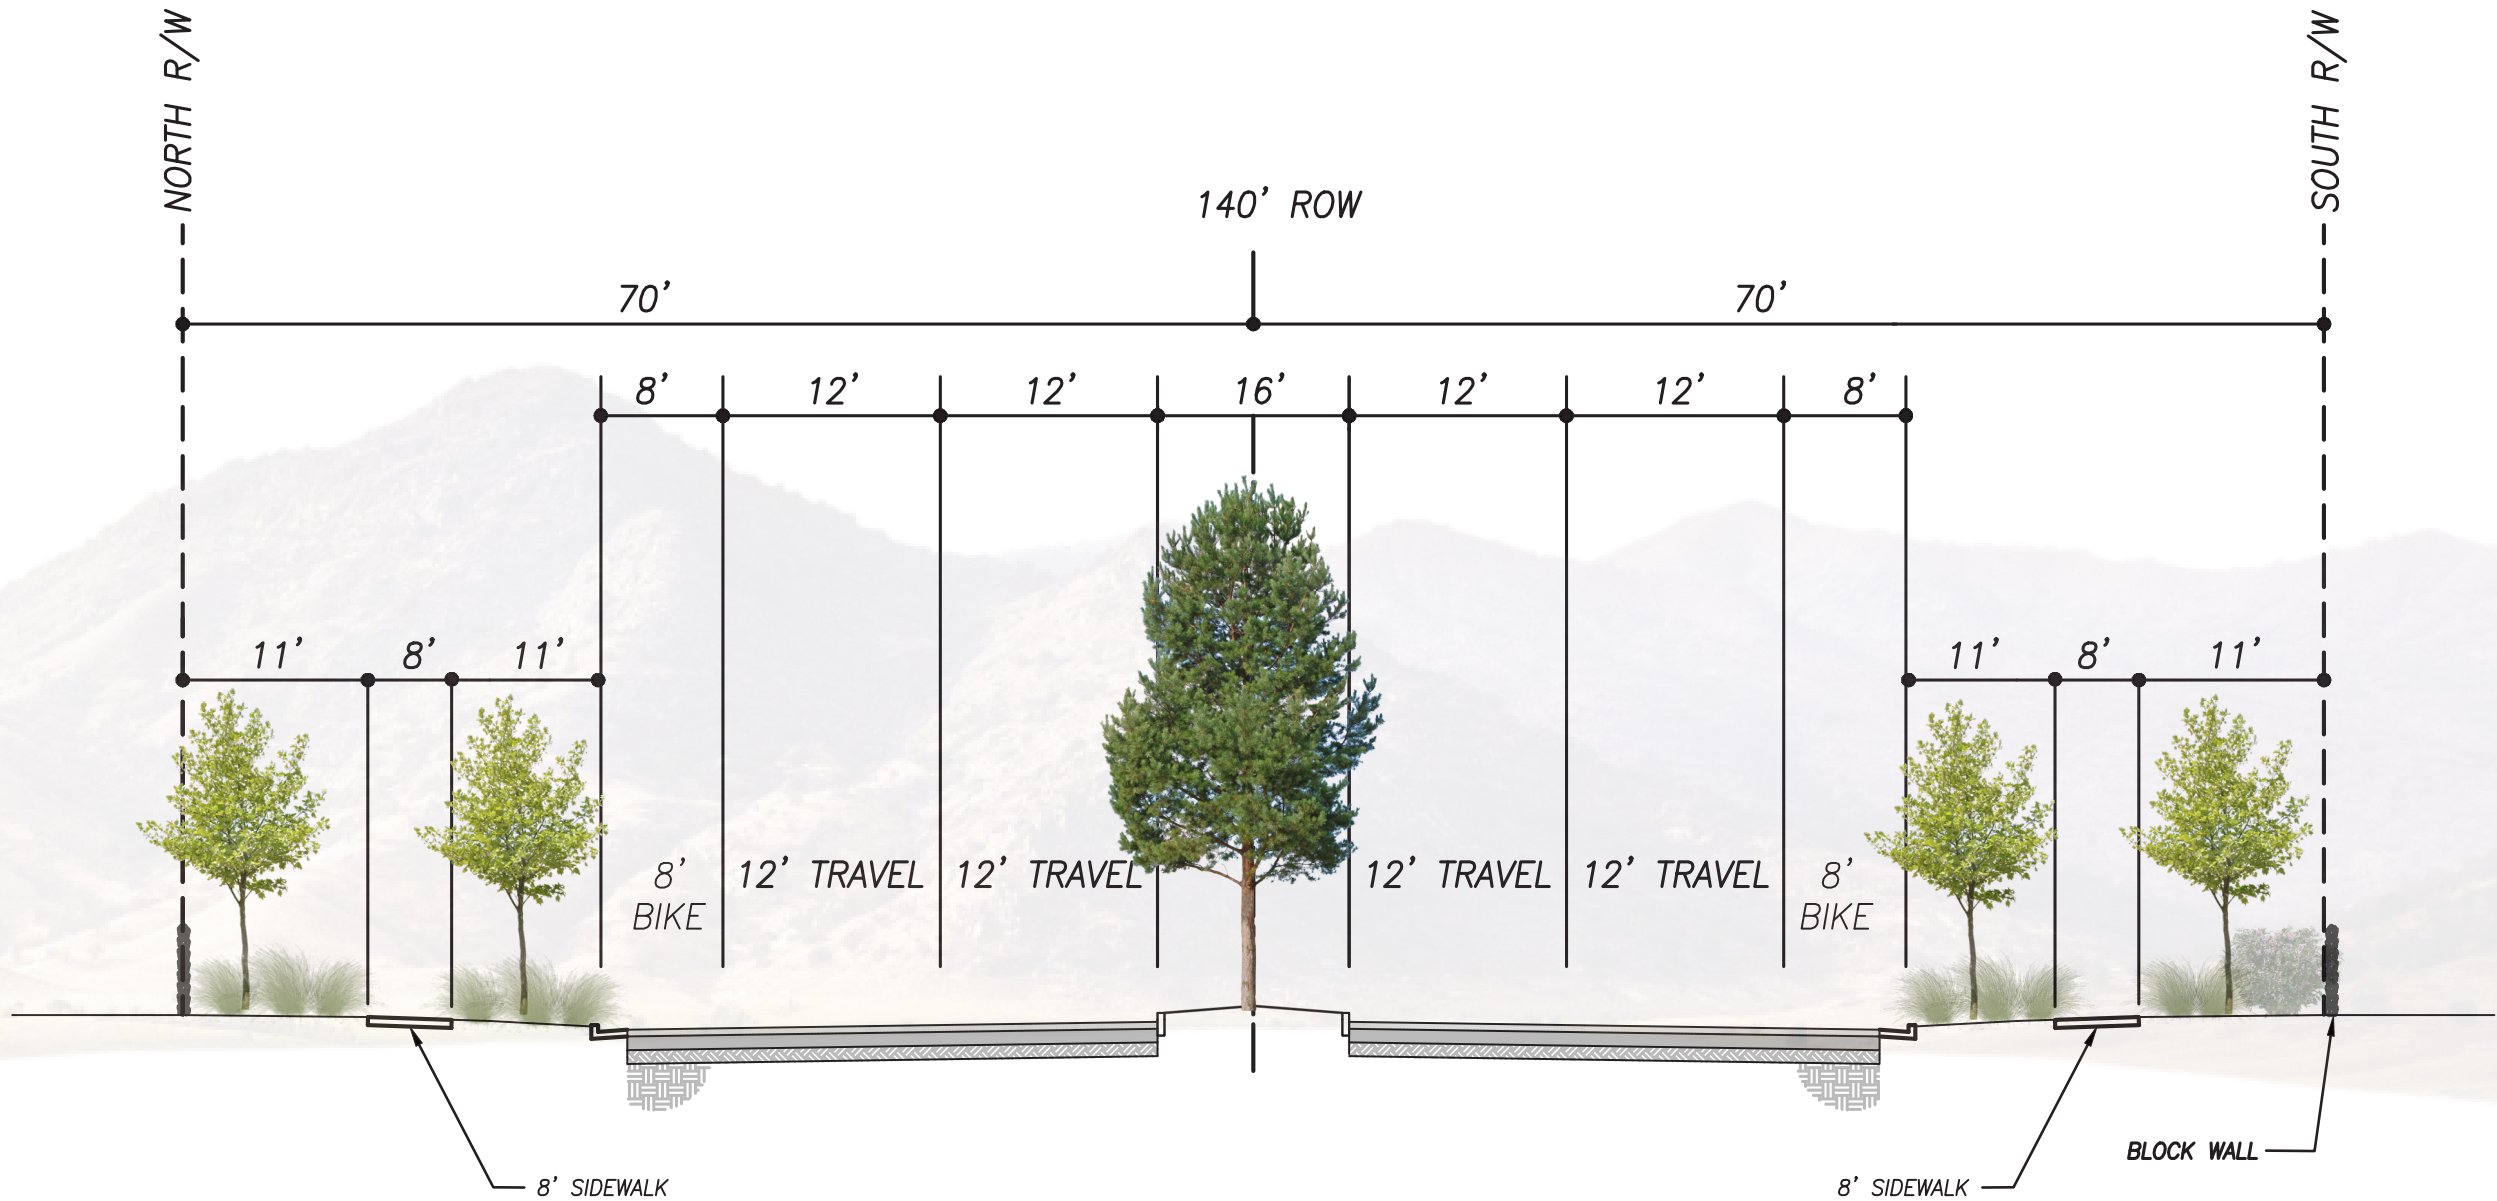 NORTH R/W
SOUTH R/W
140' ROW
70'
70'
8'
12'
12'
16'
12'
12'
8'
11'
8'
11'
11'
8'
11'
8'
BIKE
12' TRAVEL
12' TRAVEL
12' TRAVEL
12' TRAVEL
8'
BIKE
BLOCK WALL
8' SIDEWALK
8' SIDEWALK